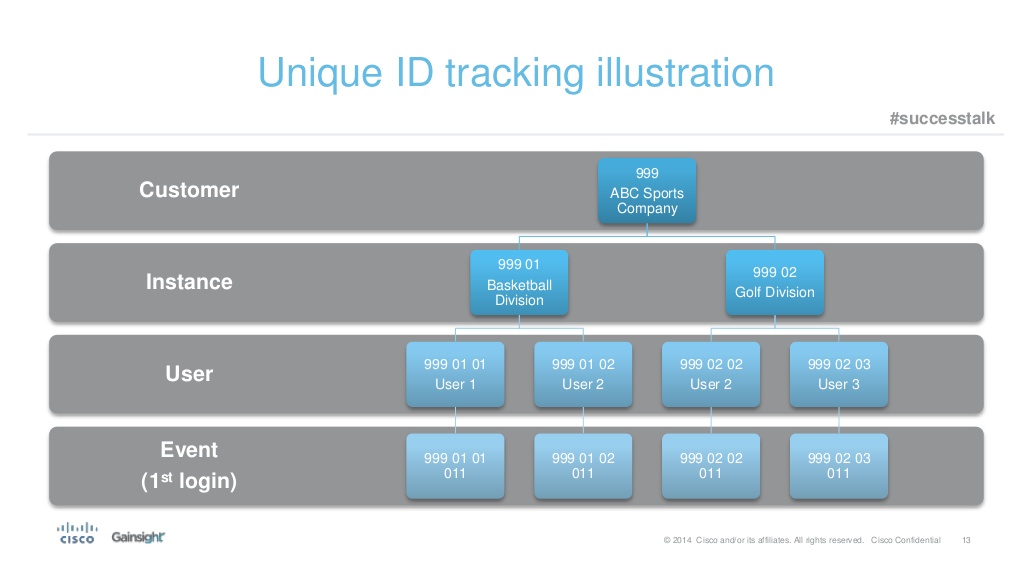 Unique ID tracking illustration
#successtalk
Customer
999
ABC Sports
Company
Instance
999 01
Basketball
Division
999 02
Golf Division
User
999 01 01
User 1
999 01 02
User 2
999 02 02
User 2
999 02 03
User 3
Event
(1st login)
999 01 01
011
999 01 02
011
999 02 02
011
999 02 03
011
CISCO
Gainsight
© 2014 Cisco and/or its affiliates. All rights reserved. Cisco Confidential
13